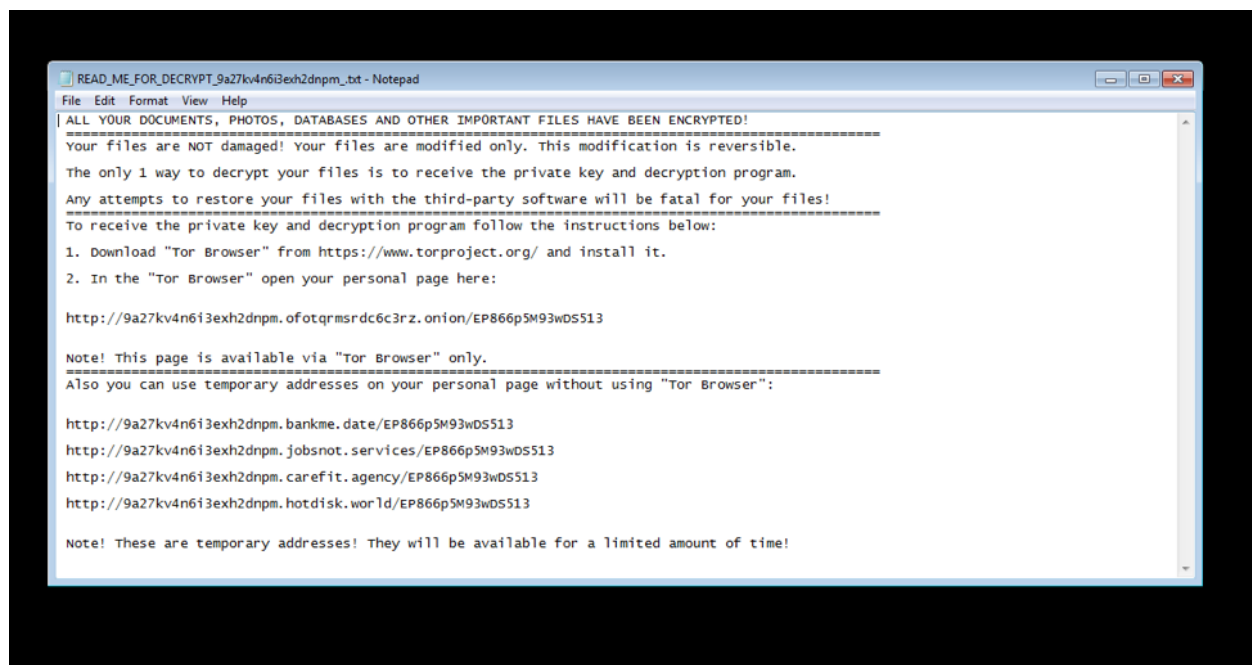 READ_ME_FOR_DECRYPT_9a27kv4n6i3exh2dnpm_.txt - Notepad
File Edit Format View Help
ALL YOUR DOCUMENTS, PHOTOS, DATABASES AND OTHER IMPORTANT FILES HAVE BEEN ENCRYPTED!
====================================================================================================
Your files are NOT damaged! Your files are modified only. This modification is reversible.
The only 1 way to decrypt your files is to receive the private key and decryption program.
Any attempts to restore your files with the third-party software will be fatal for your files!
====================================================================================================
To receive the private key and decryption program follow the instructions below:
1. Download "Tor Browser" from https://www.torproject.org/ and install it.
2. In the "Tor Browser" open your personal page here:
http://9a27kv4n6i3exh2dnpm.ofotqrmsrdc6c3rz.onion/EP866p5M93wDS513
Note! This page is available via "Tor Browser" only.
====================================================================================================
Also you can use temporary addresses on your personal page without using "Tor Browser":
http://9a27kv4n6i3exh2dnpm.bankme.date/EP866p5M93wDS513
http://9a27kv4n6i3exh2dnpm.jobsnot.services/EP866p5M93wDS513
http://9a27kv4n6i3exh2dnpm.carefit.agency/EP866p5M93wDS513
http://9a27kv4n6i3exh2dnpm.hotdisk.world/EP866p5M93wDS513
Note! These are temporary addresses! They will be available for a limited amount of time!